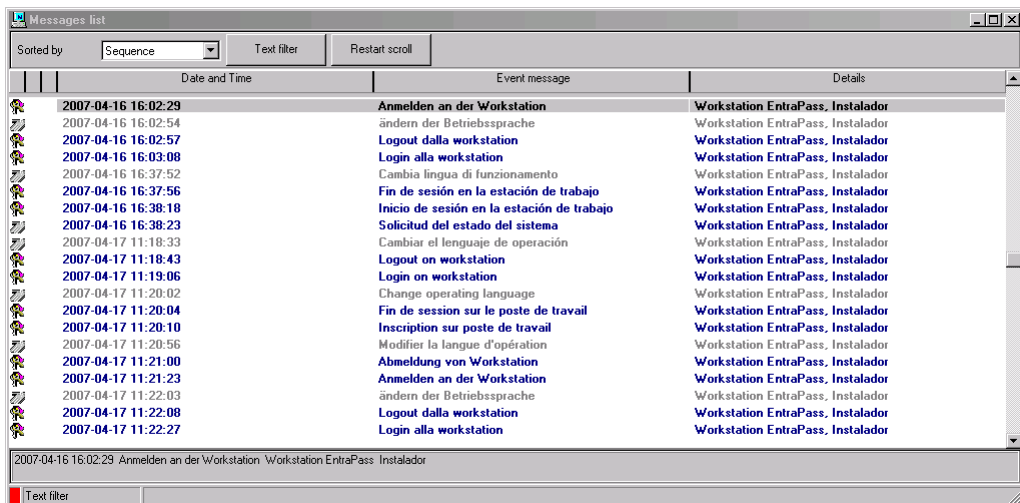 Messages list
Sorted by Sequence Text filter Restart scroll
Date and Time Event message Details
2007-04-16 16:02:29 Anmelden an der Workstation Workstation EntraPass, Instalador
2007-04-16 16:02:54 ändern der Betriebssprache Workstation EntraPass, Instalador
2007-04-16 16:02:57 Logout dalla workstation Workstation EntraPass, Instalador
2007-04-16 16:03:08 Login alla workstation Workstation EntraPass, Instalador
2007-04-16 16:37:52 Cambia lingua di funzionamento Workstation EntraPass, Instalador
2007-04-16 16:37:56 Fin de sesión en la estación de trabajo Workstation EntraPass, Instalador
2007-04-16 16:38:18 Inicio de sesión en la estación de trabajo Workstation EntraPass, Instalador
2007-04-16 16:38:23 Solicitud del estado del sistema Workstation EntraPass, Instalador
2007-04-17 11:18:33 Cambiar el lenguaje de operación Workstation EntraPass, Instalador
2007-04-17 11:18:43 Logout on workstation Workstation EntraPass, Instalador
2007-04-17 11:19:06 Login on workstation Workstation EntraPass, Instalador
2007-04-17 11:20:02 Change operating language Workstation EntraPass, Instalador
2007-04-17 11:20:04 Fin de session sur le poste de travail Workstation EntraPass, Instalador
2007-04-17 11:20:10 Inscription sur poste de travail Workstation EntraPass, Instalador
2007-04-17 11:20:56 Modifier la langue d'opération Workstation EntraPass, Instalador
2007-04-17 11:21:00 Abmeldung von Workstation Workstation EntraPass, Instalador
2007-04-17 11:21:23 Anmelden an der Workstation Workstation EntraPass, Instalador
2007-04-17 11:22:03 ändern der Betriebssprache Workstation EntraPass, Instalador
2007-04-17 11:22:08 Logout dalla workstation Workstation EntraPass, Instalador
2007-04-17 11:22:27 Login alla workstation Workstation EntraPass, Instalador
2007-04-16 16:02:29 Anmelden an der Workstation Workstation EntraPass Instalador
Text filter